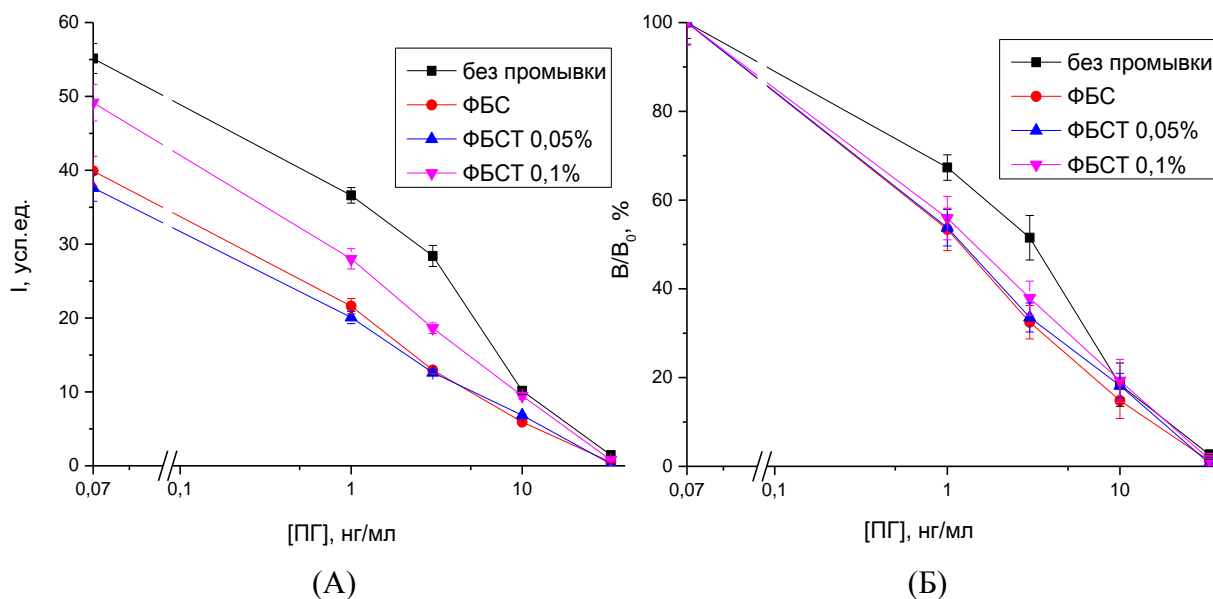 60
50
40
30
20
10
0
I, усл.ед.
без промывки
ФБС
ФБСТ 0,05%
ФБСТ 0,1%
0,07
0,1
1
10
[ПГ], нг/мл
(А)
100
80
60
40
20
0
B/B₀, %
без промывки
ФБС
ФБСТ 0,05%
ФБСТ 0,1%
0,07
0,1
1
10
[ПГ], нг/мл
(Б)